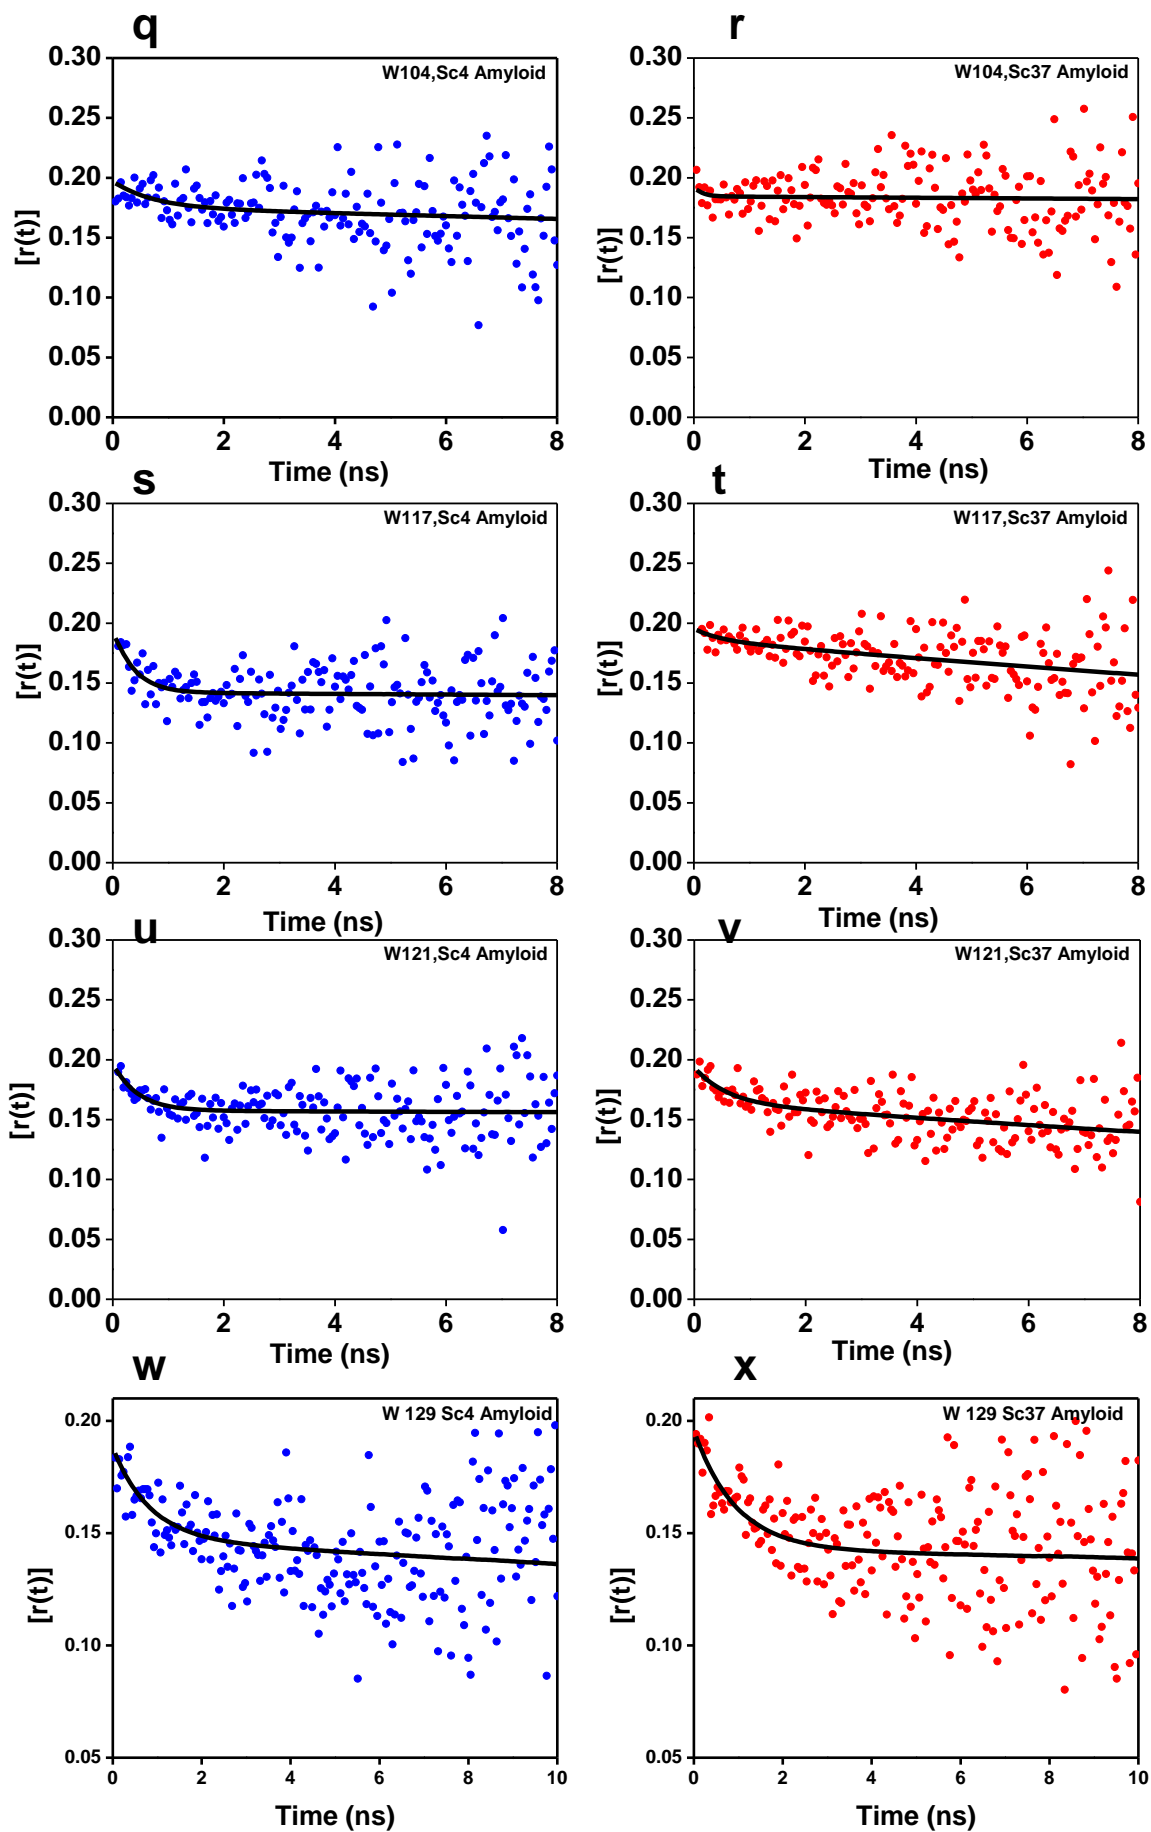 q
r
0.30
0.25
0.20
0.15
0.10
0.05
0.00
[r(t)]
W104,Sc4 Amyloid
0 2 4 6 8
Time (ns)
0.30
0.25
0.20
0.15
0.10
0.05
0.00
[r(t)]
W104,Sc37 Amyloid
0 2 4 6 8
Time (ns)
s
t
0.30
0.25
0.20
0.15
0.10
0.05
0.00
[r(t)]
W117,Sc4 Amyloid
0 2 4 6 8
Time (ns)
0.30
0.25
0.20
0.15
0.10
0.05
0.00
[r(t)]
W117,Sc37 Amyloid
0 2 4 6 8
Time (ns)
u
v
0.30
0.25
0.20
0.15
0.10
0.05
0.00
[r(t)]
W121,Sc4 Amyloid
0 2 4 6 8
Time (ns)
0.30
0.25
0.20
0.15
0.10
0.05
0.00
[r(t)]
W121,Sc37 Amyloid
0 2 4 6 8
Time (ns)
w
x
0.20
0.15
0.10
0.05
[r(t)]
W 129 Sc4 Amyloid
0 2 4 6 8 10
Time (ns)
0.20
0.15
0.10
0.05
[r(t)]
W 129 Sc37 Amyloid
0 2 4 6 8 10
Time (ns)